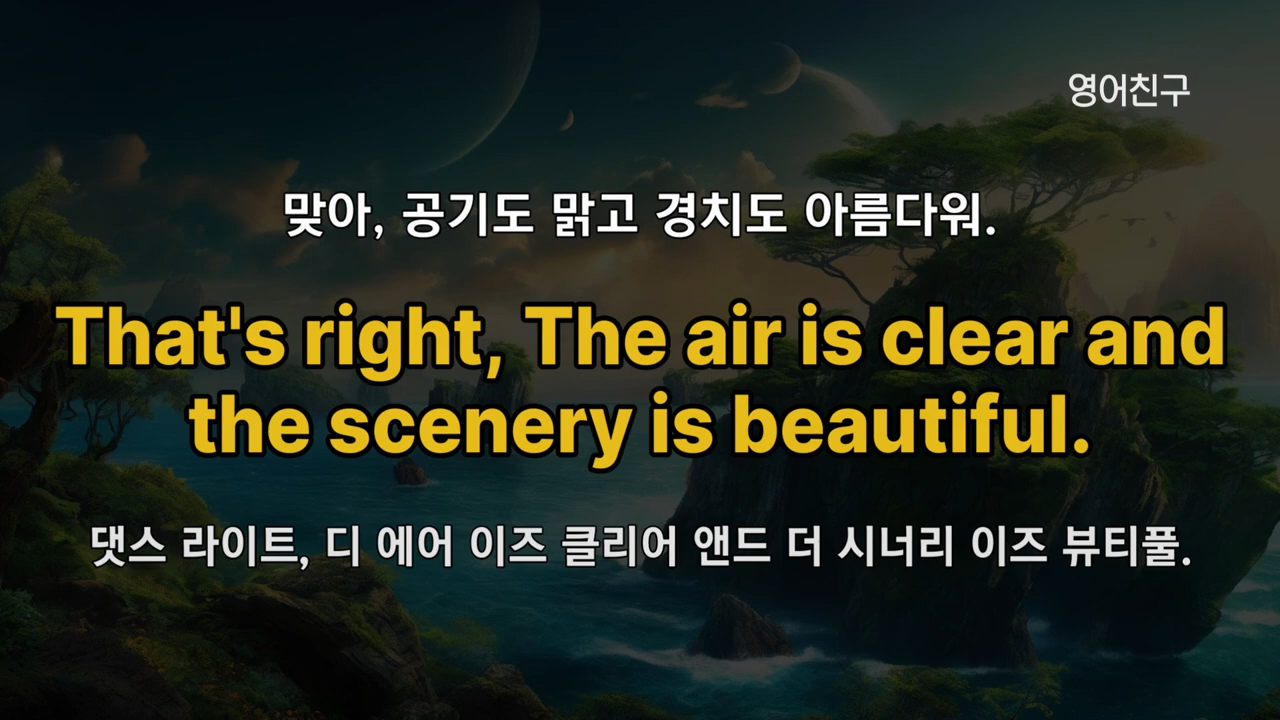 영어친구
맞아, 공기도 맑고 경치도 아름다워.
That's right, The air is clear and
the scenery is beautiful.
댓스 라이트, 디 에어 이즈 클리어 앤드 더 시너리 이즈 뷰티풀.